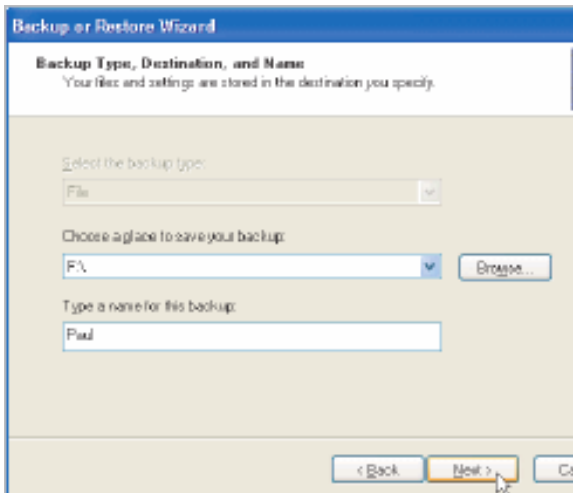 Backup or Restore Wizard
Backup Type, Destination, and Name
Your files and settings are stored in the destination you specify.
Select the backup type:
File
Choose a place to save your backup:
F:\
Browse...
Type a name for this backup:
Paul
< Back
Next >
Ca